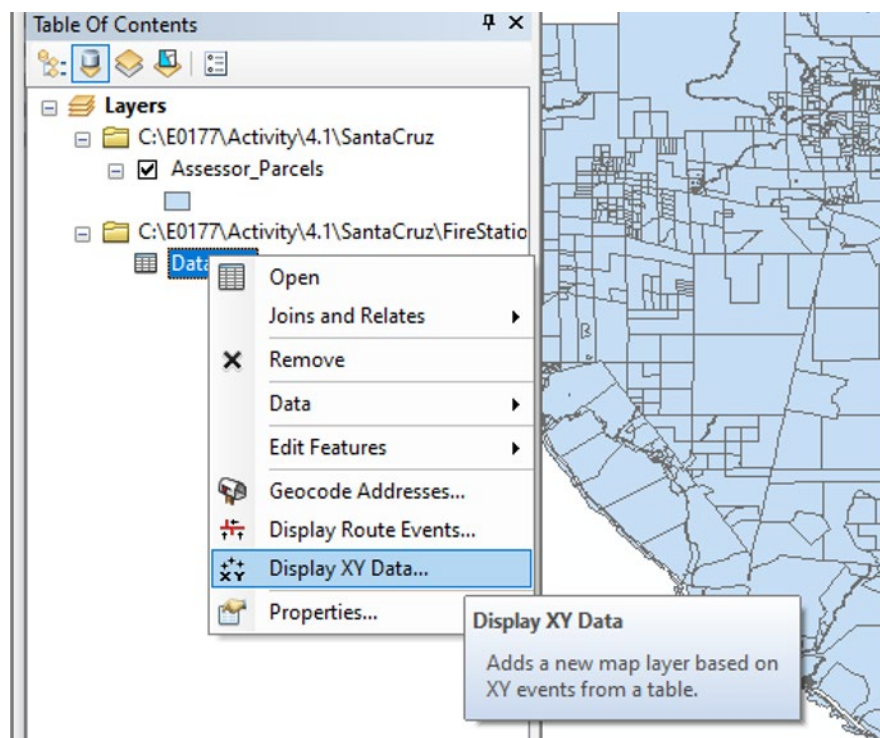 Table Of Contents
Layers
C:\E0177\Activity\4.1\SantaCruz
Assessor_Parcels
C:\E0177\Activity\4.1\SantaCruz\FireStatio
Data
Open
Joins and Relates
Remove
Data
Edit Features
Geocode Addresses...
Display Route Events...
XY
Display XY Data...
Properties...
Display XY Data
Adds a new map layer based on
XY events from a table.